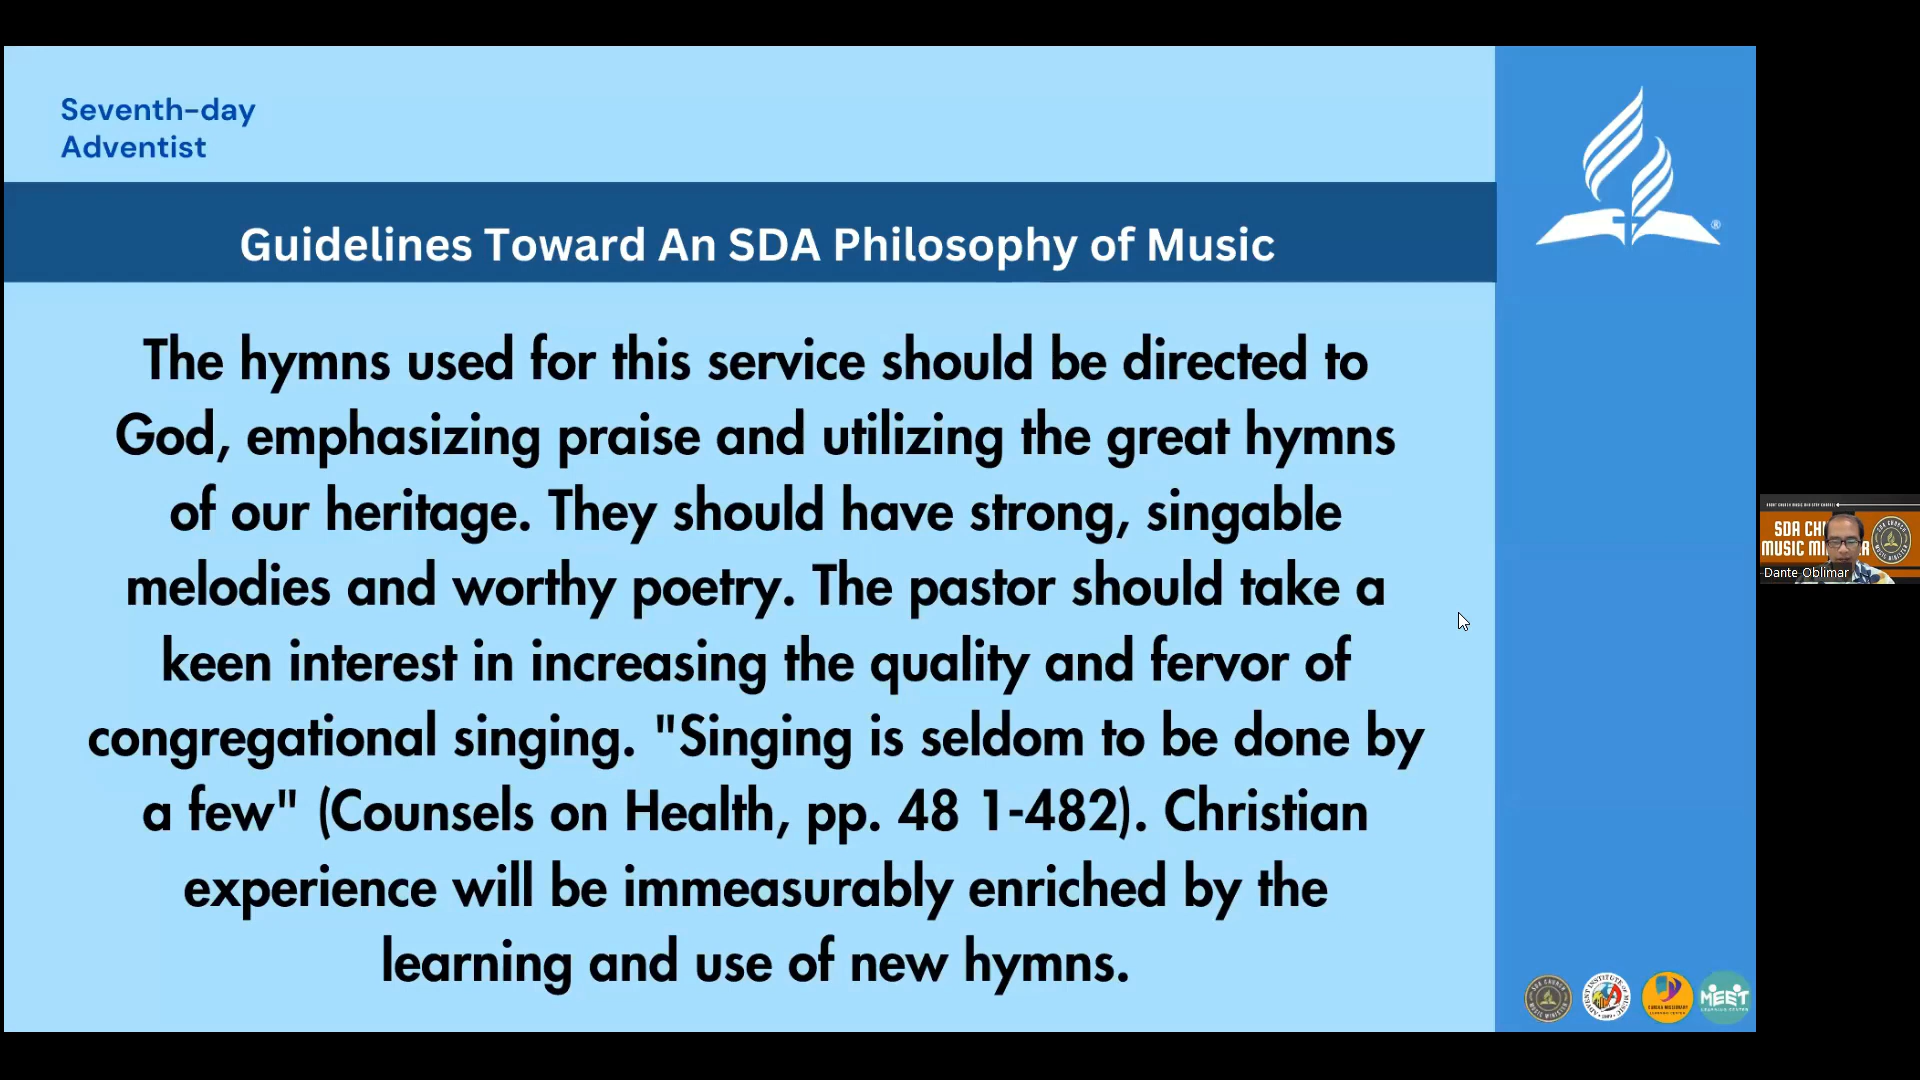 Seventh-day
Adventist
Guidelines Toward An SDA Philosophy of Music
The hymns used for this service should be directed to
God, emphasizing praise and utilizing the great hymns
of our heritage. They should have strong, singable
melodies and worthy poetry. The pastor should take a
keen interest in increasing the quality and fervor of
congregational singing. "Singing is seldom to be done by
a few" (Counsels on Health, pp. 48 1-482). Christian
experience will be immeasurably enriched by the
learning and use of new hymns.
®
SDA CH
MUSIC MI
Dante Oblimar
MEET